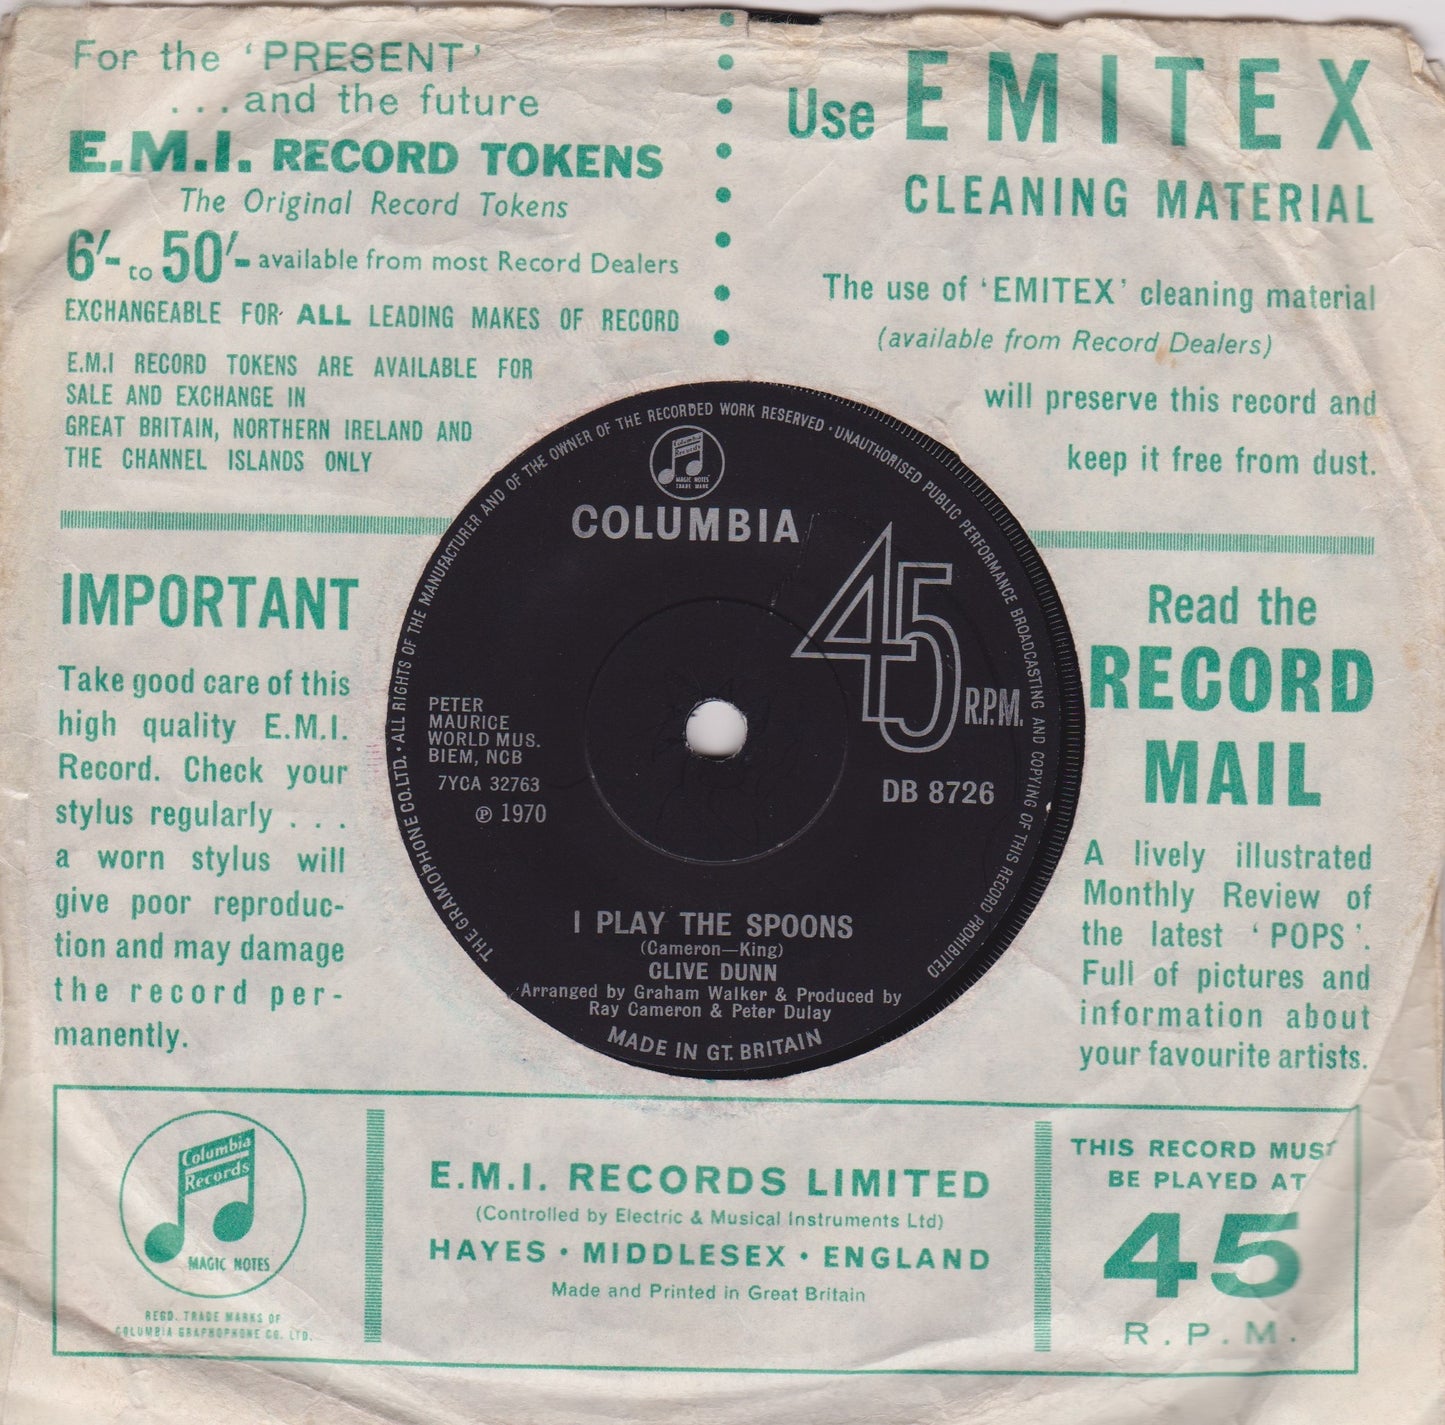 For the 'PRESENT'
...and the future
E.M.I. RECORD TOKENS
The Original Record Tokens
6/- to 50/- available from most Record Dealers
EXCHANGEABLE FOR ALL LEADING MAKES OF RECORD
E.M.I RECORD TOKENS ARE AVAILABLE FOR
SALE AND EXCHANGE IN
GREAT BRITAIN, NORTHERN IRELAND AND
THE CHANNEL ISLANDS ONLY
Use EMITEX
CLEANING MATERIAL
The use of 'EMITEX' cleaning material
(available from Record Dealers)
will preserve this record and
keep it free from dust.
IMPORTANT
Take good care of this
high quality E.M.I.
Record. Check your
stylus regularly . . .
a worn stylus will
give poor reproduc-
tion and may damage
the record per-
manently.
THE GRAMOPHONE CO. LTD. · ALL RIGHTS OF THE MANUFACTURER AND OF THE OWNER OF THE RECORDED WORK RESERVED · UNAUTHORISED PUBLIC PERFORMANCE BROADCASTING AND COPYING OF THIS RECORD PROHIBITED
Columbia
Records
MAGIC NOTES
TRADE MARK
COLUMBIA
45 R.P.M.
PETER
MAURICE
WORLD MUS.
BIEM, NCB
7YCA 32763
℗ 1970
DB 8726
I PLAY THE SPOONS
(Cameron—King)
CLIVE DUNN
Arranged by Graham Walker & Produced by
Ray Cameron & Peter Dulay
MADE IN GT. BRITAIN
Read the
RECORD
MAIL
A lively illustrated
Monthly Review of
the latest 'POPS'.
Full of pictures and
information about
your favourite artists.
Columbia
Records
MAGIC NOTES
REGD. TRADE MARKS OF
COLUMBIA GRAPHOPHONE CO. LTD.
E.M.I. RECORDS LIMITED
(Controlled by Electric & Musical Instruments Ltd)
HAYES · MIDDLESEX · ENGLAND
Made and Printed in Great Britain
THIS RECORD MUST
BE PLAYED AT
45
R.P.M.